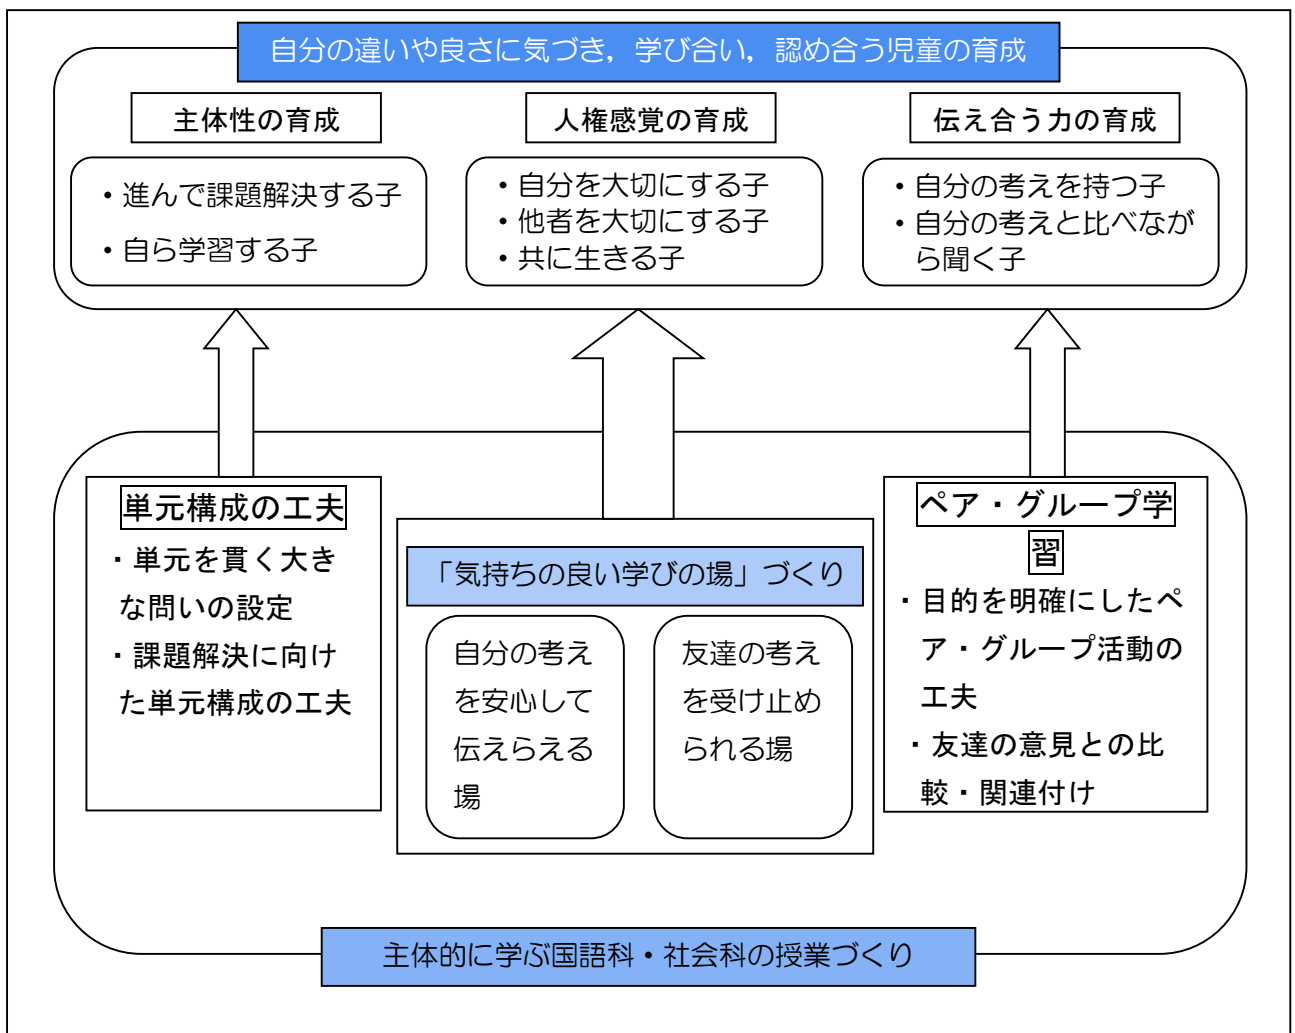 自分の違いや良さに気づき，学び合い，認め合う児童の育成
主体性の育成
・進んで課題解決する子
・自ら学習する子
人権感覚の育成
・自分を大切にする子
・他者を大切にする子
・共に生きる子
伝え合う力の育成
・自分の考えを持つ子
・自分の考えと比べなが
ら聞く子
単元構成の工夫
・単元を貫く大き
な問いの設定
・課題解決に向け
た単元構成の工夫
「気持ちの良い学びの場」づくり
自分の考え
を安心して
伝えらえる
場
友達の考え
を受け止め
られる場
ペア・グループ学
習
・目的を明確にしたペ
ア・グループ活動の
工夫
・友達の意見との比
較・関連付け
主体的に学ぶ国語科・社会科の授業づくり